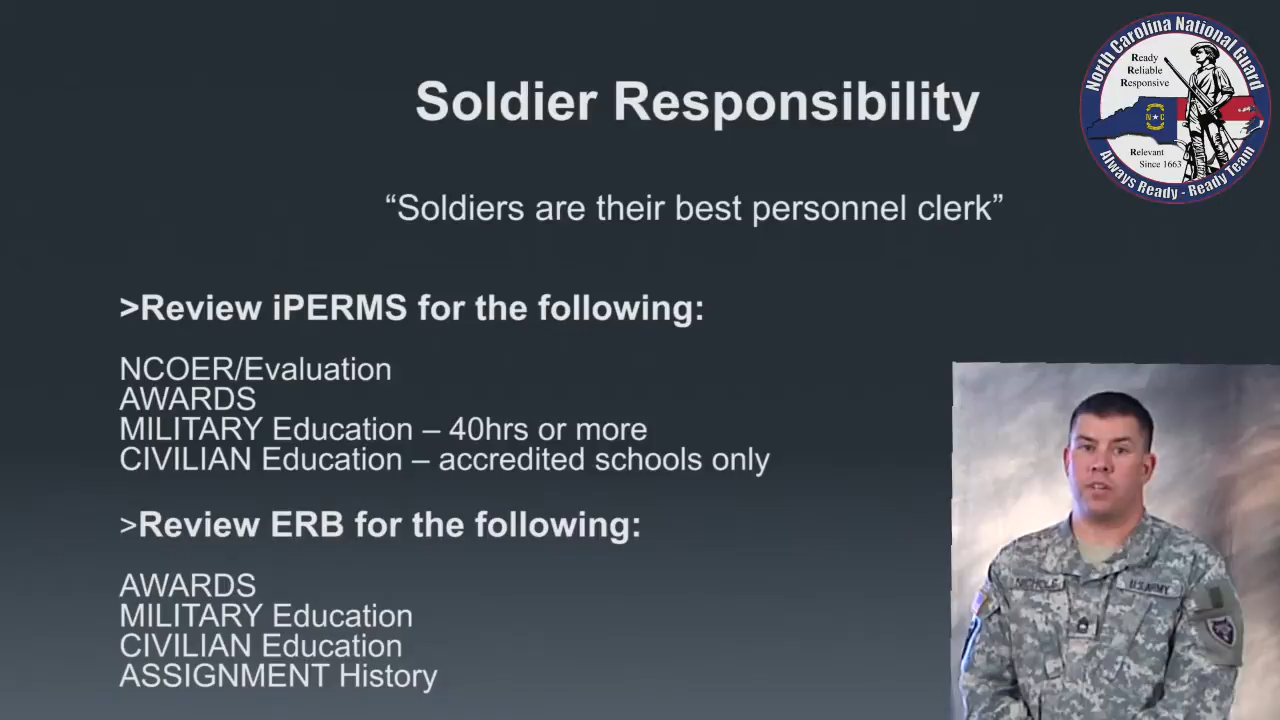 Soldier Responsibility
“Soldiers are their best personnel clerk”
>Review iPERMS for the following:
NCOER/Evaluation
AWARDS
MILITARY Education – 40hrs or more
CIVILIAN Education – accredited schools only
>Review ERB for the following:
AWARDS
MILITARY Education
CIVILIAN Education
ASSIGNMENT History
North Carolina National Guard
Ready
Reliable
Responsive
N C
Relevant
Since 1663
Always Ready - Ready Team
U.S. ARMY